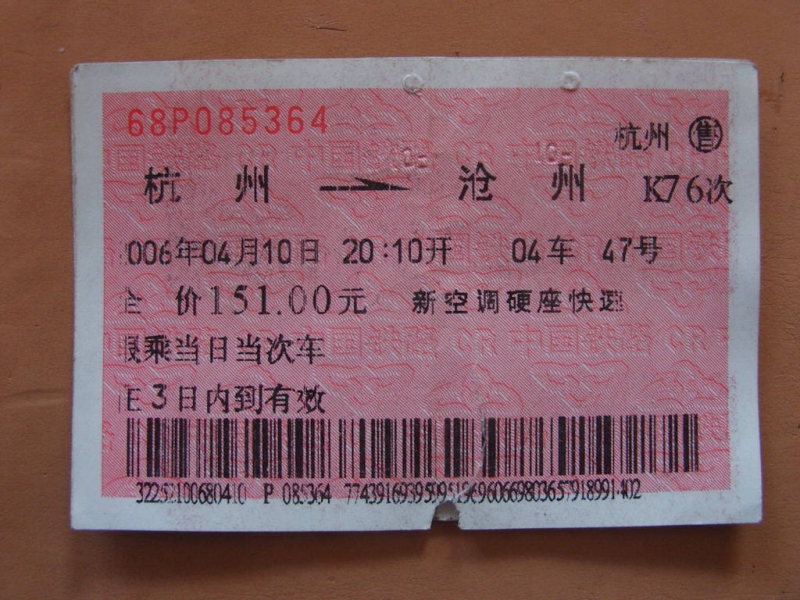 68P085364
杭州 售
杭州 → 沧州 K76次
006年04月10日 20:10开 04车 47号
全价151.00元 新空调硬座快速
限乘当日当次车
在3日内到有效